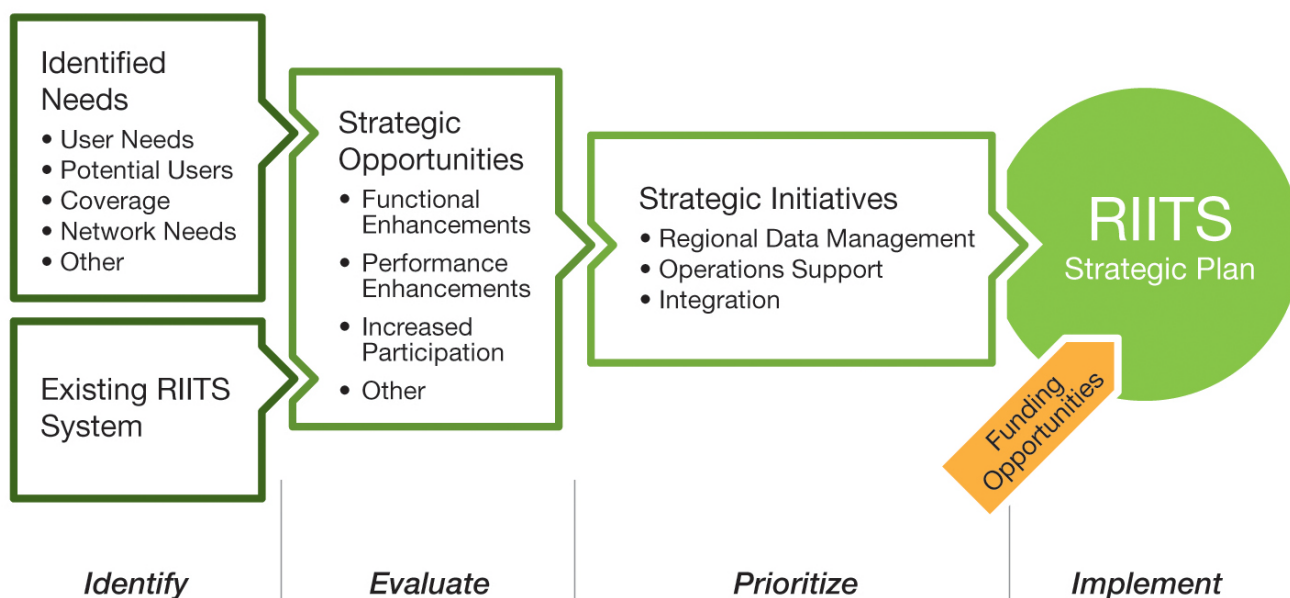 Identified
Needs
• User Needs
• Potential Users
• Coverage
• Network Needs
• Other
Existing RIITS
System
Strategic
Opportunities
• Functional
Enhancements
• Performance
Enhancements
• Increased
Participation
• Other
Strategic Initiatives
• Regional Data Management
• Operations Support
• Integration
RIITS
Strategic Plan
Funding
Opportunities
Identify
Evaluate
Prioritize
Implement